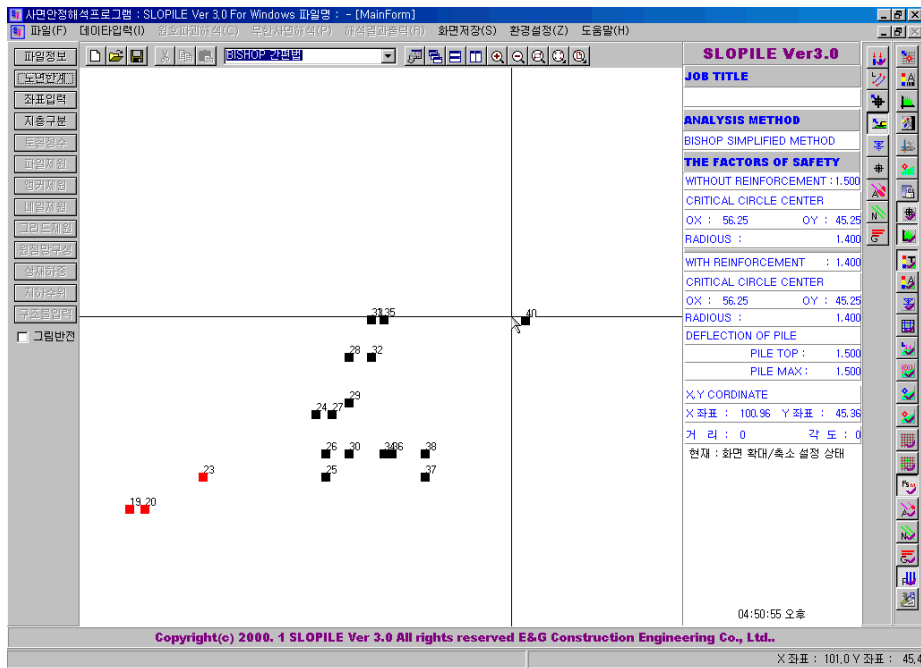 사면안정해석프로그램 : SLOPILE Ver 3.0 For Windows 파일명 : - [MainForm]
파일(F) 데이타입력(I) 원호파괴해석(C) 무한사면해석(P) 해석결과출력(R) 화면저장(S) 환경설정(Z) 도움말(H)
파일정보
BISHOP 간편법
도면한계
좌표입력
지층구분
토질정수
파일제원
앵커제원
네일제원
그리드제원
원점망구성
상재하중
지하수위
구조물입력
그림반전
33 35
40
28 32
29
24 27
26 30 34 36 38
23 25 37
19 20
SLOPILE Ver3.0
JOB TITLE
ANALYSIS METHOD
BISHOP SIMPLIFIED METHOD
THE FACTORS OF SAFETY
WITHOUT REINFORCEMENT : 1.500
CRITICAL CIRCLE CENTER
OX : 56.25 OY : 45.25
RADIOUS : 1.400
WITH REINFORCEMENT : 1.400
CRITICAL CIRCLE CENTER
OX : 56.25 OY : 45.25
RADIOUS : 1.400
DEFLECTION OF PILE
PILE TOP : 1.500
PILE MAX : 1.500
X,Y CORDINATE
X 좌표 : 100.96 Y 좌표 : 45.36
거 리 : 0 각 도 : 0
현재 : 화면 확대/축소 설정 상태
04:50:55 오후
Copyright(c) 2000. 1 SLOPILE Ver 3.0 All rights reserved E&G Construction Engineering Co., Ltd..
X 좌표 : 101.0 Y 좌표 : 45.4